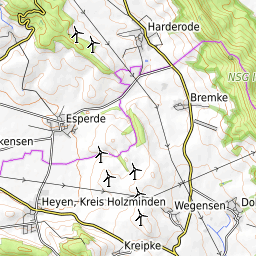 Harderode
NSG I
Bremke
Esperde
kensen
Heyen, Kreis Holzminden
Wegensen
Do
Kreipke